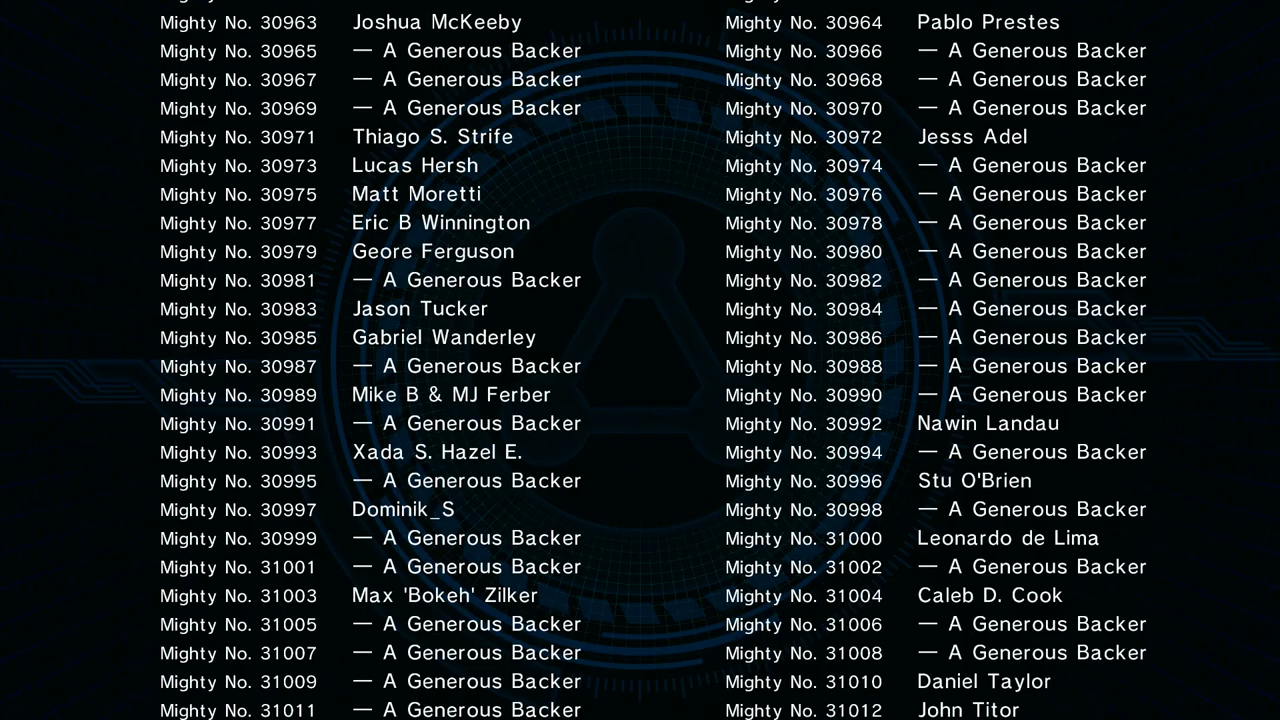 Mighty No. 30963 Joshua McKeeby Mighty No. 30964 Pablo Prestes
Mighty No. 30965 — A Generous Backer Mighty No. 30966 — A Generous Backer
Mighty No. 30967 — A Generous Backer Mighty No. 30968 — A Generous Backer
Mighty No. 30969 — A Generous Backer Mighty No. 30970 — A Generous Backer
Mighty No. 30971 Thiago S. Strife Mighty No. 30972 Jesss Adel
Mighty No. 30973 Lucas Hersh Mighty No. 30974 — A Generous Backer
Mighty No. 30975 Matt Moretti Mighty No. 30976 — A Generous Backer
Mighty No. 30977 Eric B Winnington Mighty No. 30978 — A Generous Backer
Mighty No. 30979 Geore Ferguson Mighty No. 30980 — A Generous Backer
Mighty No. 30981 — A Generous Backer Mighty No. 30982 — A Generous Backer
Mighty No. 30983 Jason Tucker Mighty No. 30984 — A Generous Backer
Mighty No. 30985 Gabriel Wanderley Mighty No. 30986 — A Generous Backer
Mighty No. 30987 — A Generous Backer Mighty No. 30988 — A Generous Backer
Mighty No. 30989 Mike B & MJ Ferber Mighty No. 30990 — A Generous Backer
Mighty No. 30991 — A Generous Backer Mighty No. 30992 Nawin Landau
Mighty No. 30993 Xada S. Hazel E. Mighty No. 30994 — A Generous Backer
Mighty No. 30995 — A Generous Backer Mighty No. 30996 Stu O'Brien
Mighty No. 30997 Dominik_S Mighty No. 30998 — A Generous Backer
Mighty No. 30999 — A Generous Backer Mighty No. 31000 Leonardo de Lima
Mighty No. 31001 — A Generous Backer Mighty No. 31002 — A Generous Backer
Mighty No. 31003 Max 'Bokeh' Zilker Mighty No. 31004 Caleb D. Cook
Mighty No. 31005 — A Generous Backer Mighty No. 31006 — A Generous Backer
Mighty No. 31007 — A Generous Backer Mighty No. 31008 — A Generous Backer
Mighty No. 31009 — A Generous Backer Mighty No. 31010 Daniel Taylor
Mighty No. 31011 — A Generous Backer Mighty No. 31012 John Titor